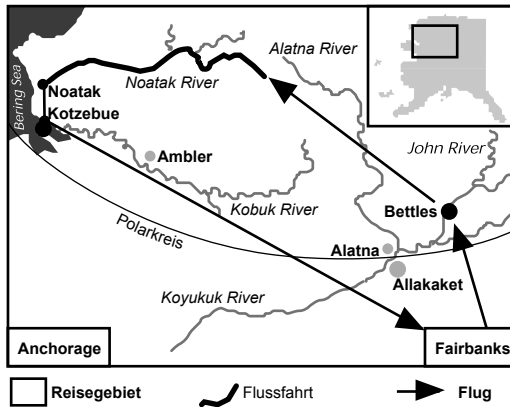 Alatna River
Bering Sea
Noatak River
Noatak
Kotzebue
John River
Ambler
Kobuk River
Bettles
Polarkreis
Alatna
Allakaket
Koyukuk River
Anchorage
Fairbanks
Reisegebiet
Flussfahrt
Flug